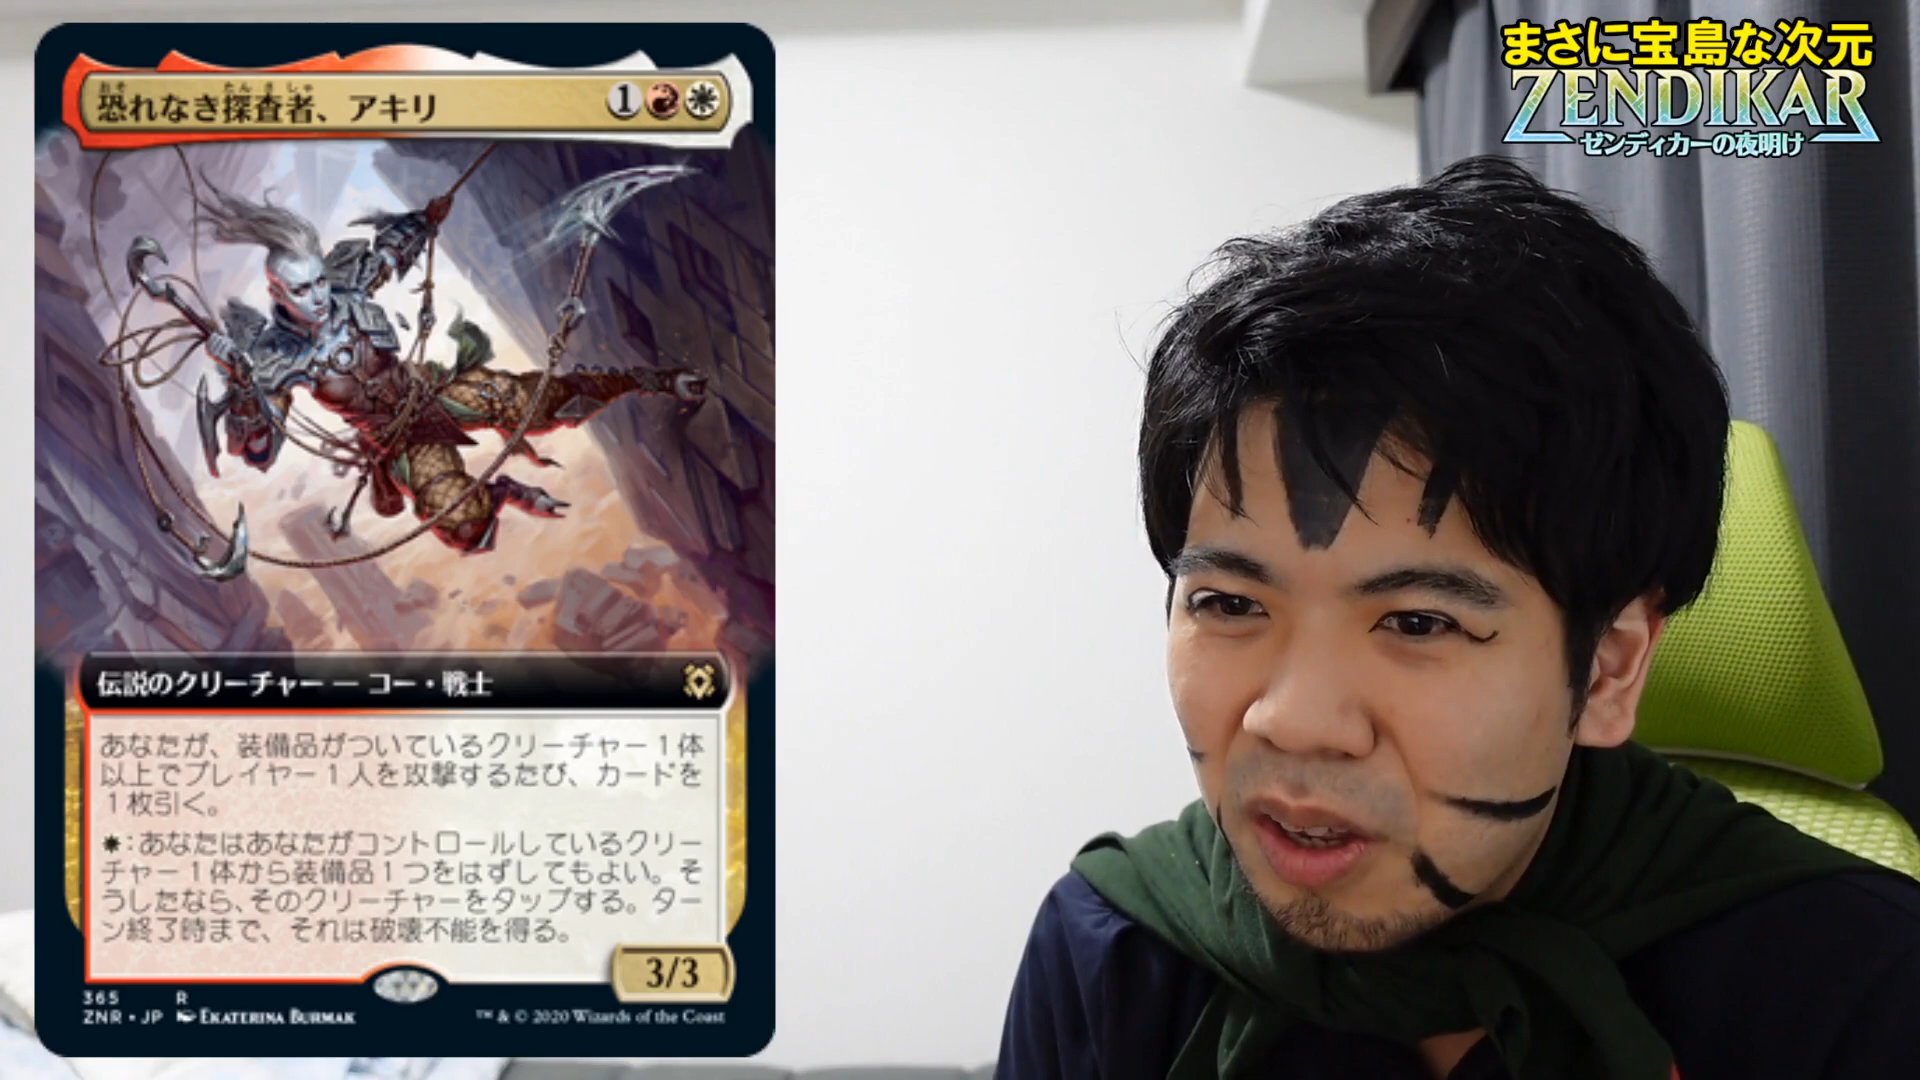 恐れなき探査者、アキリ
おそ たんさしゃ
1
伝説のクリーチャー ― コー・戦士
あなたが、装備品がついているクリーチャー１体
以上でプレイヤー１人を攻撃するたび、カードを
１枚引く。
:あなたはあなたがコントロールしているクリー
チャー１体から装備品１つをはずしてもよい。そ
うしたなら、そのクリーチャーをタップする。ター
ン終了時まで、それは破壊不能を得る。
3/3
365 R
ZNR・JP EKATERINA BURMAK
™ & © 2020 Wizards of the Coast
まさに宝島な次元
ZENDIKAR
ゼンディカーの夜明け